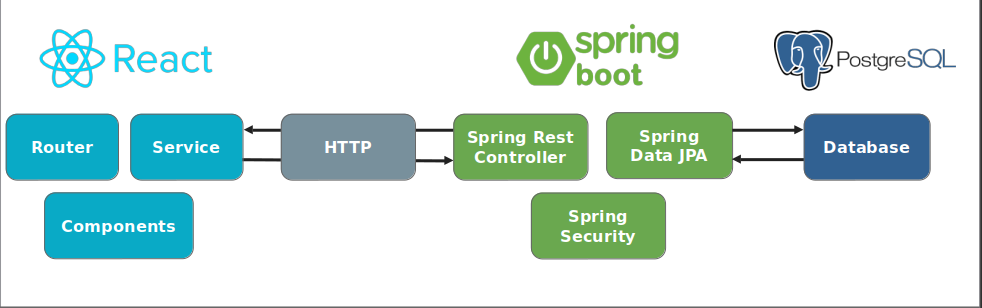 React
spring
boot
PostgreSQL
Router
Service
HTTP
Spring Rest
Controller
Spring
Data JPA
Database
Components
Spring
Security